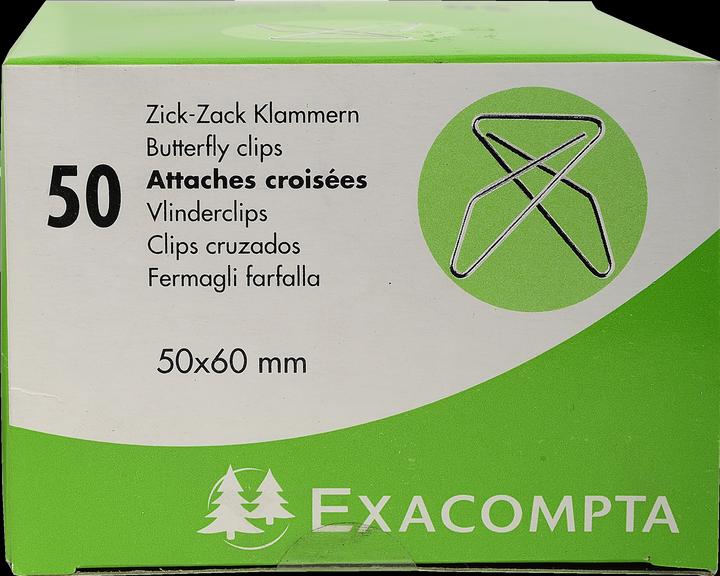 50
Zick-Zack Klammern
Butterfly clips
Attaches croisées
Vlinderclips
Clips cruzados
Fermagli farfalla
50x60 mm
EXACOMPTA